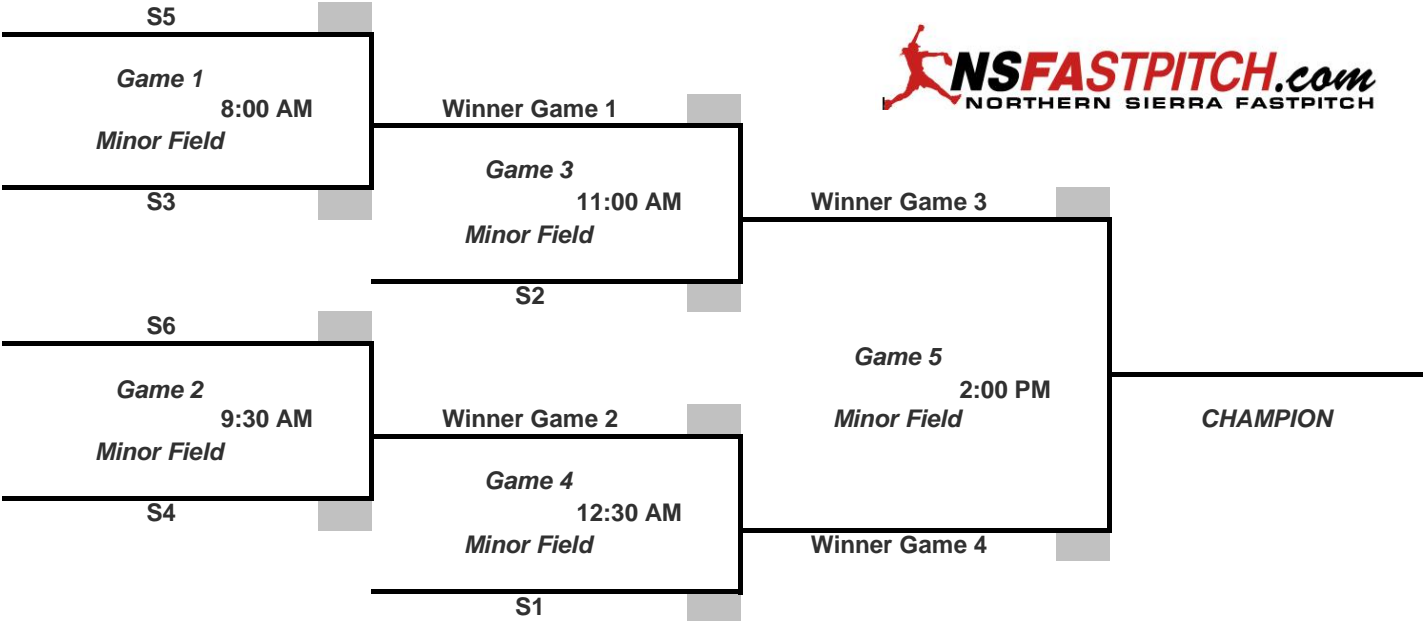 S5
NSFASTPITCH.com
NORTHERN SIERRA FASTPITCH
Game 1
8:00 AM
Minor Field
Winner Game 1
S3
Game 3
11:00 AM
Minor Field
Winner Game 3
S2
S6
Game 2
9:30 AM
Minor Field
Winner Game 2
S4
Game 4
12:30 AM
Minor Field
S1
Game 5
2:00 PM
Minor Field
Winner Game 4
CHAMPION